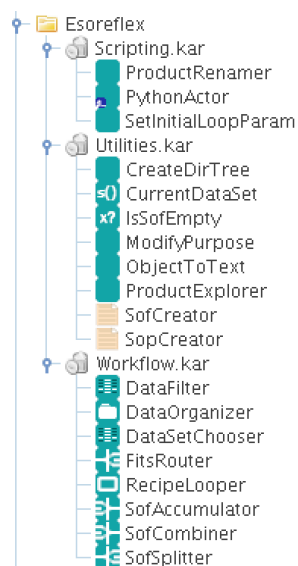 Esoreflex
Scripting.kar
ProductRenamer
PythonActor
SetInitialLoopParam
Utilities.kar
CreateDirTree
s() CurrentDataSet
x? IsSofEmpty
ModifyPurpose
ObjectToText
ProductExplorer
SofCreator
SopCreator
Workflow.kar
DataFilter
DataOrganizer
DataSetChooser
FitsRouter
RecipeLooper
SofAccumulator
SofCombiner
SofSplitter